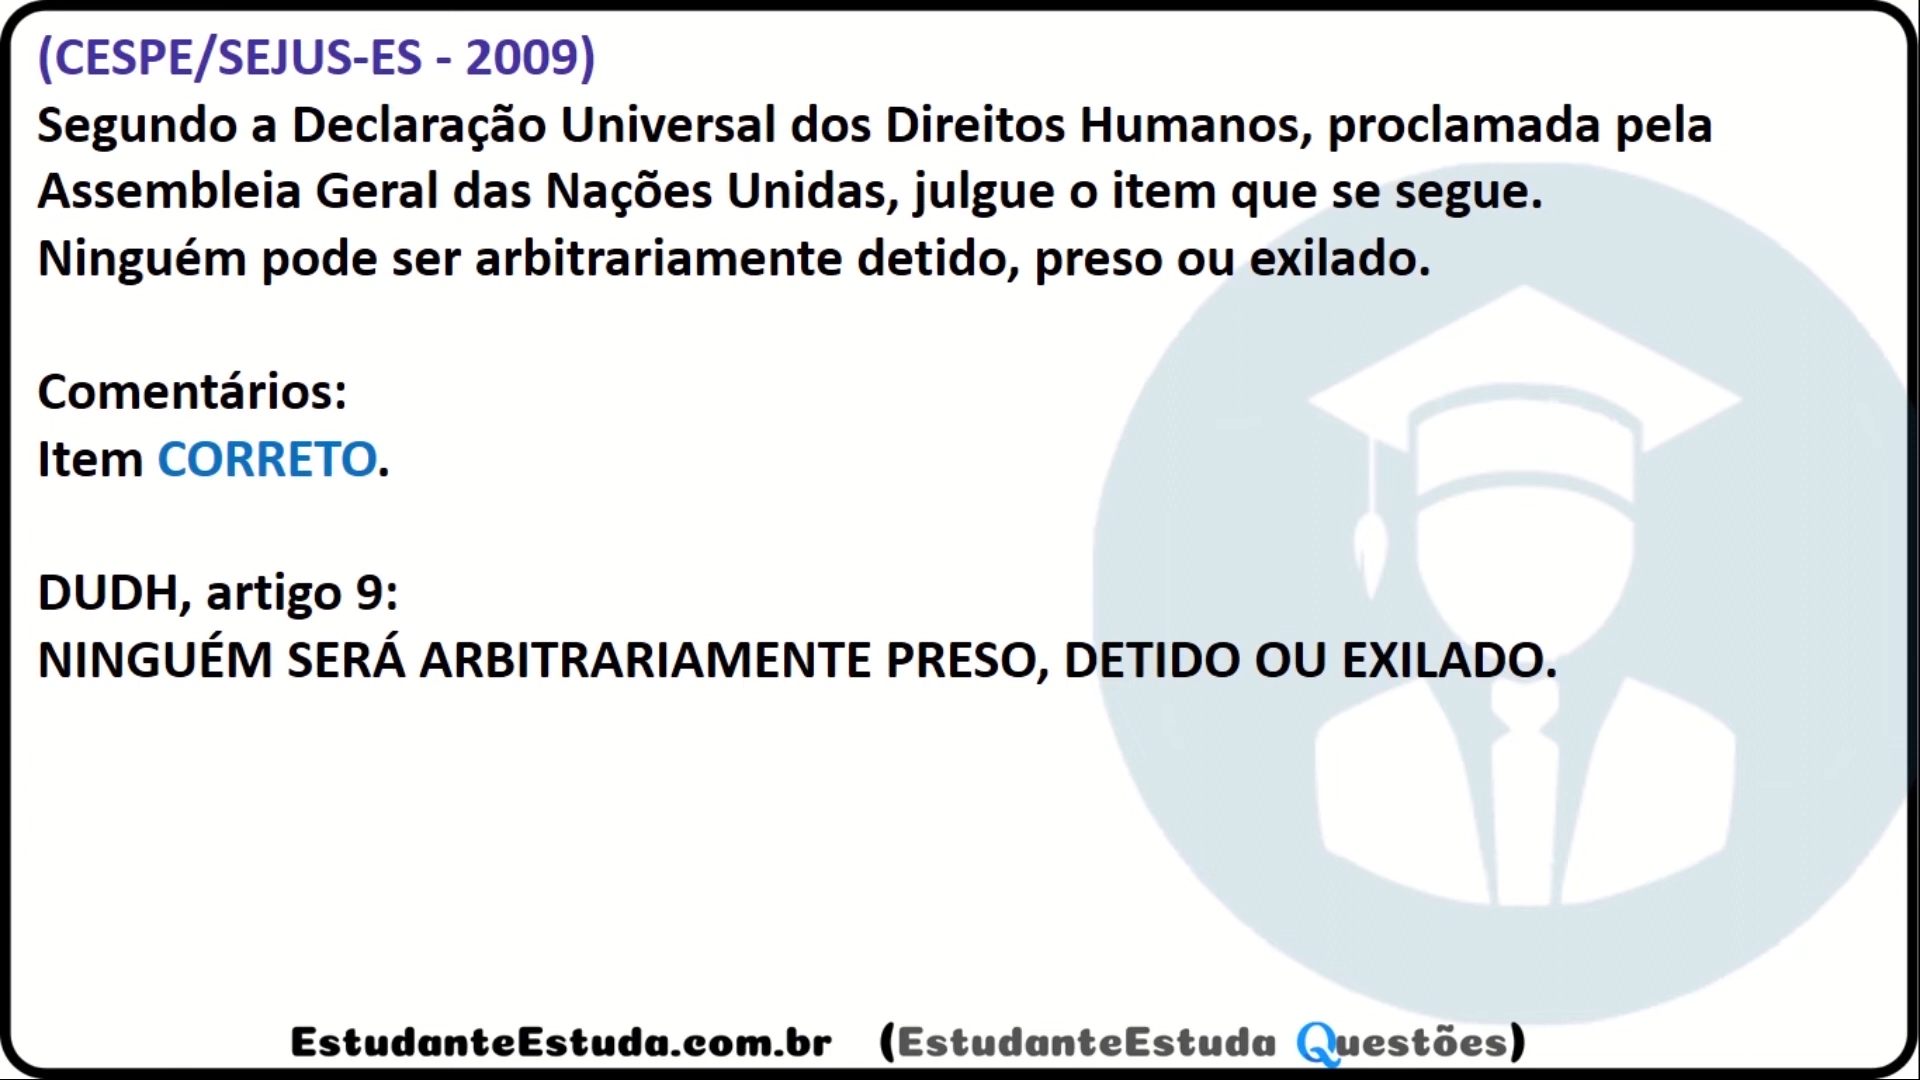 (CESPE/SEJUS-ES - 2009)
Segundo a Declaração Universal dos Direitos Humanos, proclamada pela
Assembleia Geral das Nações Unidas, julgue o item que se segue.
Ninguém pode ser arbitrariamente detido, preso ou exilado.
Comentários:
Item CORRETO.
DUDH, artigo 9:
NINGUÉM SERÁ ARBITRARIAMENTE PRESO, DETIDO OU EXILADO.
EstudanteEstuda.com.br (EstudanteEstuda Questões)